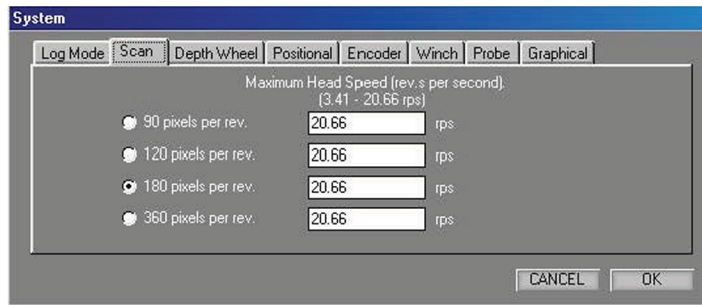 System
Log Mode Scan Depth Wheel Positional Encoder Winch Probe Graphical
Maximum Head Speed (rev.s per second).
(3.41 - 20.66 rps)
90 pixels per rev. 20.66 rps
120 pixels per rev. 20.66 rps
180 pixels per rev. 20.66 rps
360 pixels per rev. 20.66 rps
CANCEL OK